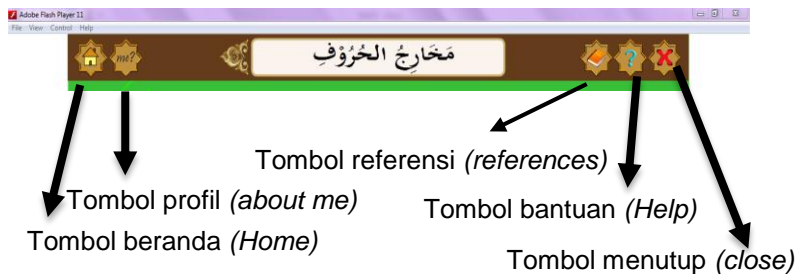 Adobe Flash Player 11
File View Control Help
me?
مَخَارِجُ الحُرُوْفِ
?
Tombol referensi (references)
Tombol profil (about me)
Tombol bantuan (Help)
Tombol beranda (Home)
Tombol menutup (close)